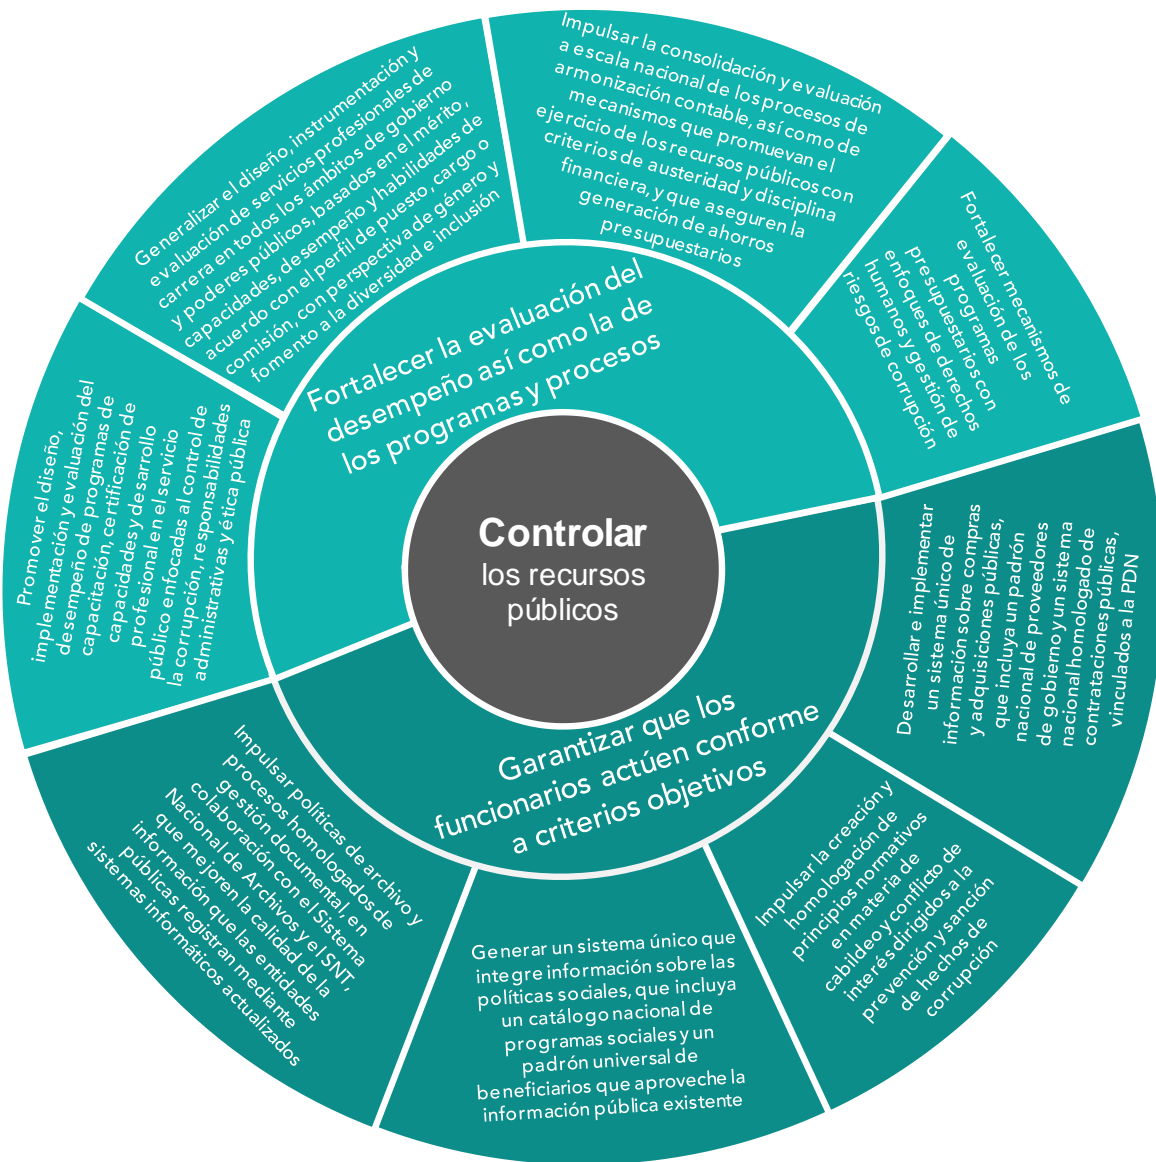 Controlar
los recursos
públicos
Fortalecer la evaluación del
desempeño así como la de
los programas y procesos
Garantizar que los
funcionarios actúen conforme
a criterios objetivos
Promover el diseño,
implementación y evaluación del
desempeño de programas de
capacitación, certificación de
capacidades y desarrollo
profesional en el servicio
público enfocadas al control de
la corrupción, responsabilidades
administrativas y ética pública
Generalizar el diseño, instrumentación y
evaluación de servicios profesionales de
carrera en todos los ámbitos de gobierno
y poderes públicos, basados en el mérito,
capacidades, desempeño y habilidades de
acuerdo con el perfil de puesto, cargo o
comisión, con perspectiva de género y
fomento a la diversidad e inclusión
Impulsar la consolidación y evaluación
a escala nacional de los procesos de
armonización contable, así como de
mecanismos que promuevan el
ejercicio de los recursos públicos con
criterios de austeridad y disciplina
financiera, y que aseguren la
generación de ahorros
presupuestarios
Fortalecer mecanismos de
evaluación de los
programas
presupuestarios con
enfoques de derechos
humanos y gestión de
riesgos de corrupción
Desarrollar e implementar
un sistema único de
información sobre compras
y adquisiciones públicas,
que incluya un padrón
nacional de proveedores
de gobierno y un sistema
nacional homologado de
contrataciones públicas,
vinculados a la PDN
Impulsar la creación y
homologación de
principios normativos
en materia de
cabildeo y conflicto de
interés dirigidos a la
prevención y sanción
de hechos de
corrupción
Generar un sistema único que
integre información sobre las
políticas sociales, que incluya
un catálogo nacional de
programas sociales y un
padrón universal de
beneficiarios que aproveche la
información pública existente
Impulsar políticas de archivo y
procesos homologados de
gestión documental, en
colaboración con el Sistema
Nacional de Archivos y el SNT,
que mejoren la calidad de la
información que las entidades
públicas registran mediante
sistemas informáticos actualizados